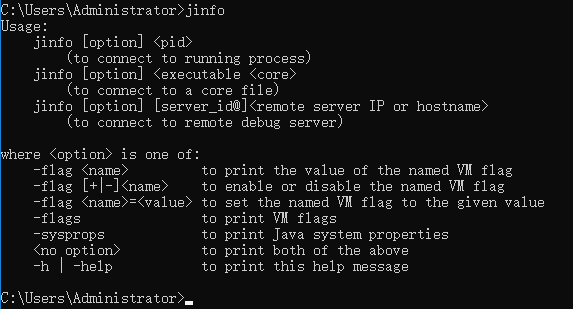 C:\Users\Administrator>jinfo
Usage:
    jinfo [option] <pid>
        (to connect to running process)
    jinfo [option] <executable <core>
        (to connect to a core file)
    jinfo [option] [server_id@]<remote server IP or hostname>
        (to connect to remote debug server)

where <option> is one of:
    -flag <name>         to print the value of the named VM flag
    -flag [+|-]<name>    to enable or disable the named VM flag
    -flag <name>=<value> to set the named VM flag to the given value
    -flags               to print VM flags
    -sysprops            to print Java system properties
    <no option>          to print both of the above
    -h | -help           to print this help message

C:\Users\Administrator>